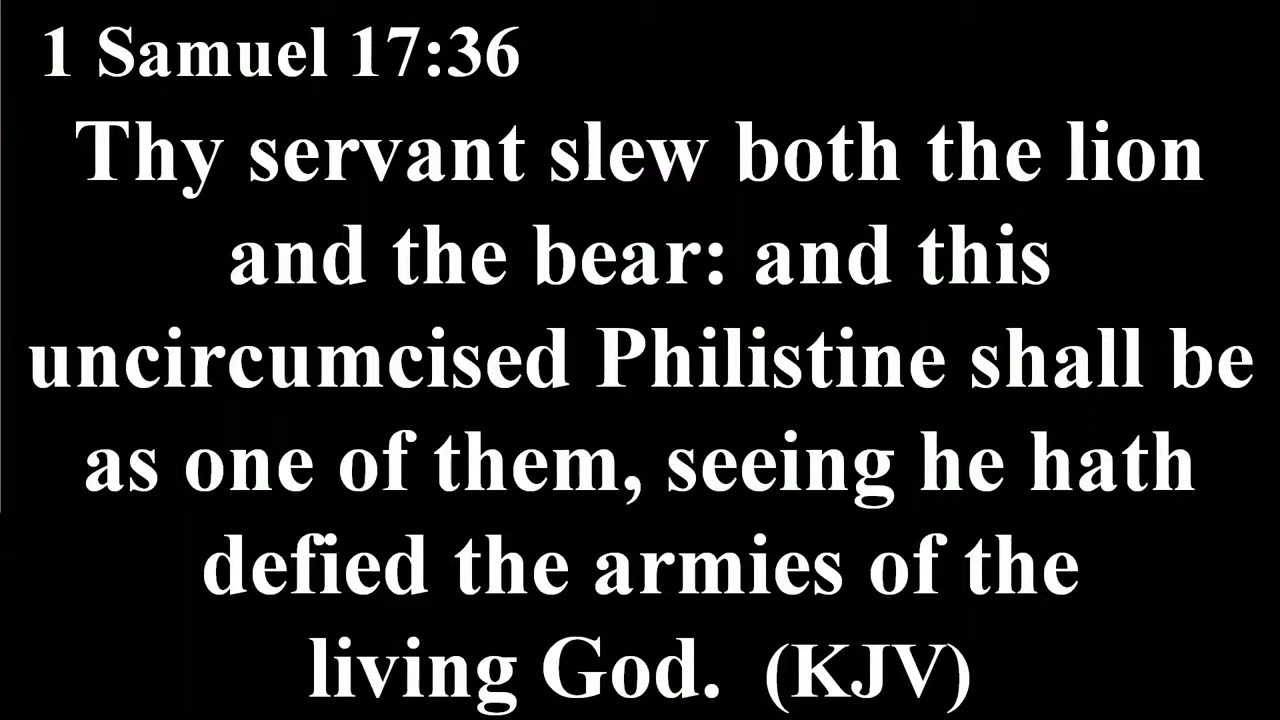 1 Samuel 17:36
Thy servant slew both the lion
and the bear: and this
uncircumcised Philistine shall be
as one of them, seeing he hath
defied the armies of the
living God. (KJV)